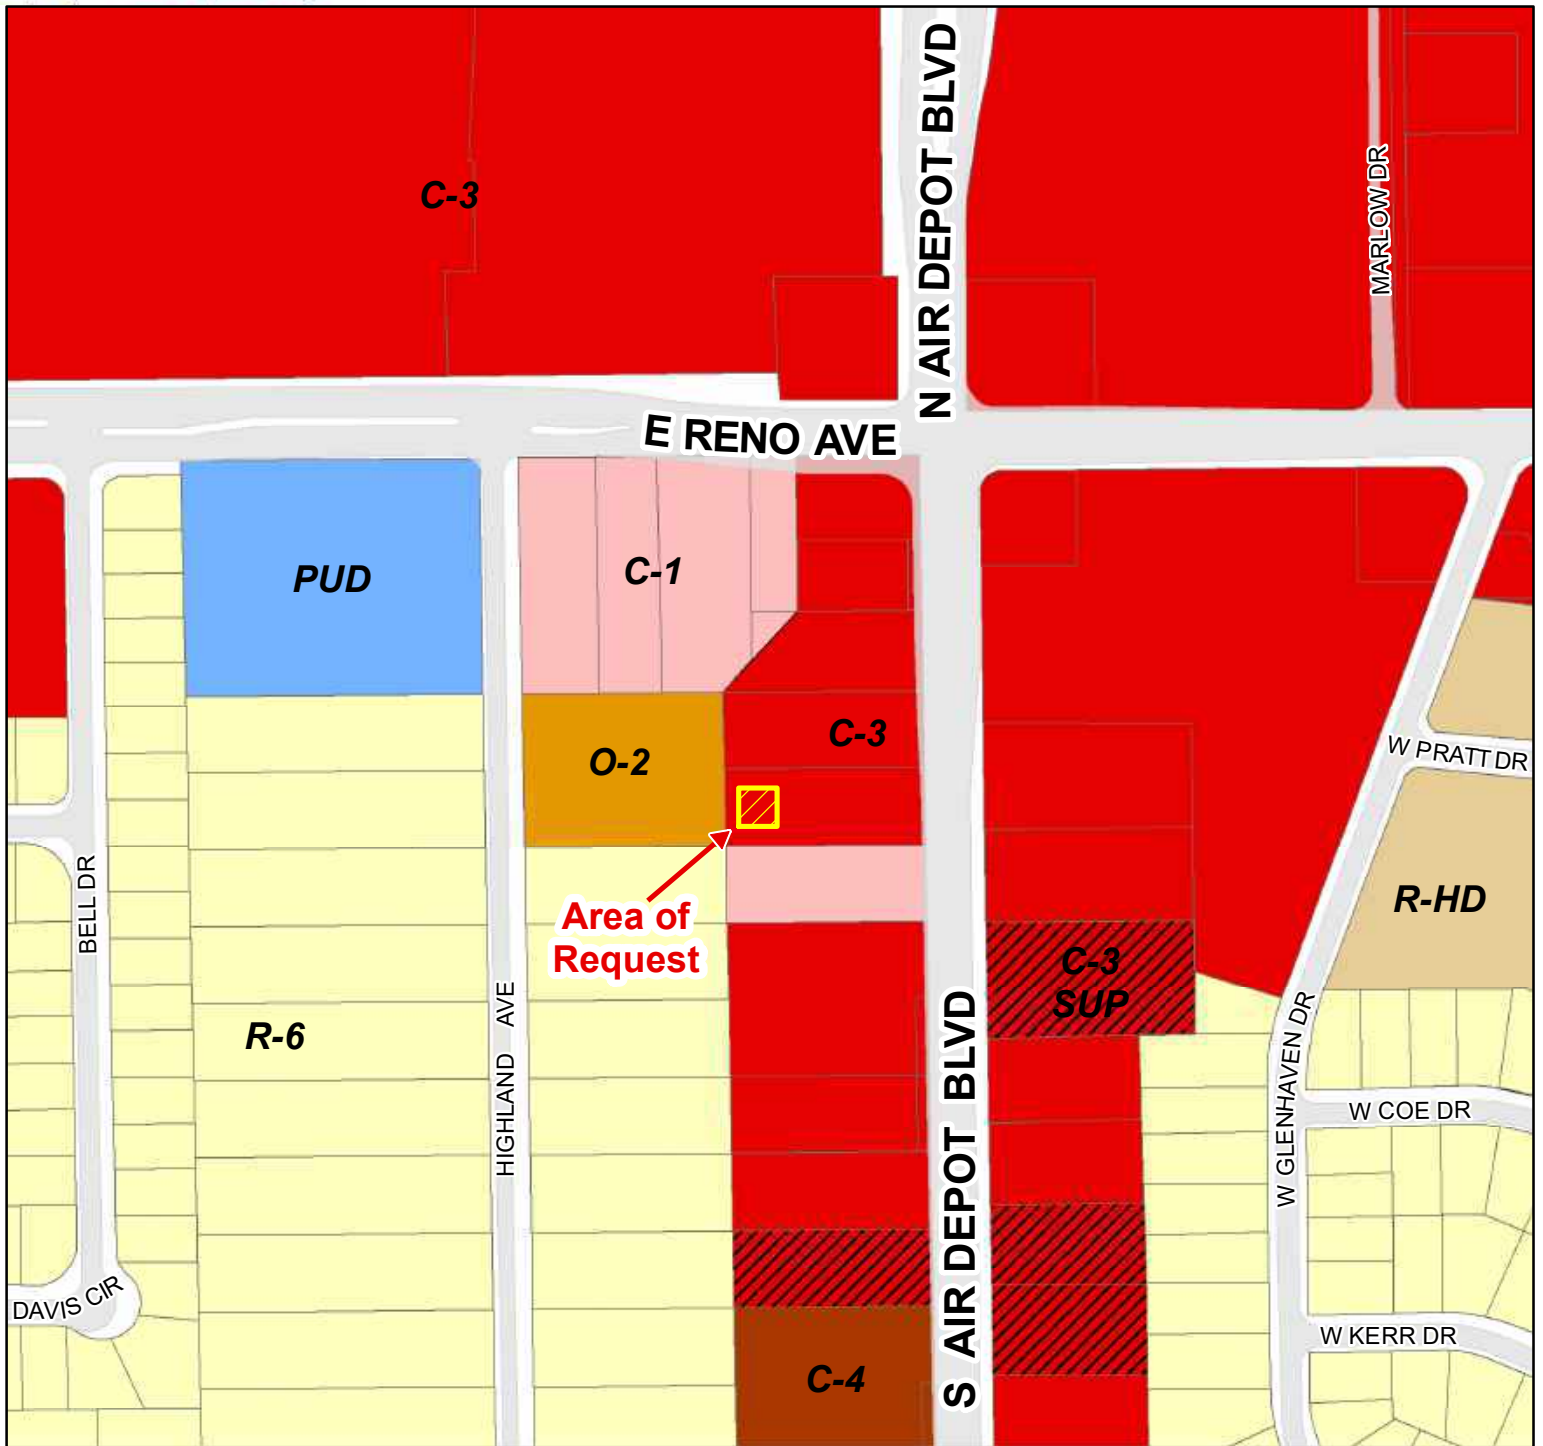 N AIR DEPOT BLVD
MARLOW DR
C-3
E RENO AVE
PUD
C-1
C-3
O-2
W PRATT DR
BELL DR
Area of
Request
R-HD
C-3
SUP
R-6
HIGHLAND AVE
S AIR DEPOT BLVD
W GLENHAVEN DR
W COE DR
DAVIS CIR
W KERR DR
C-4